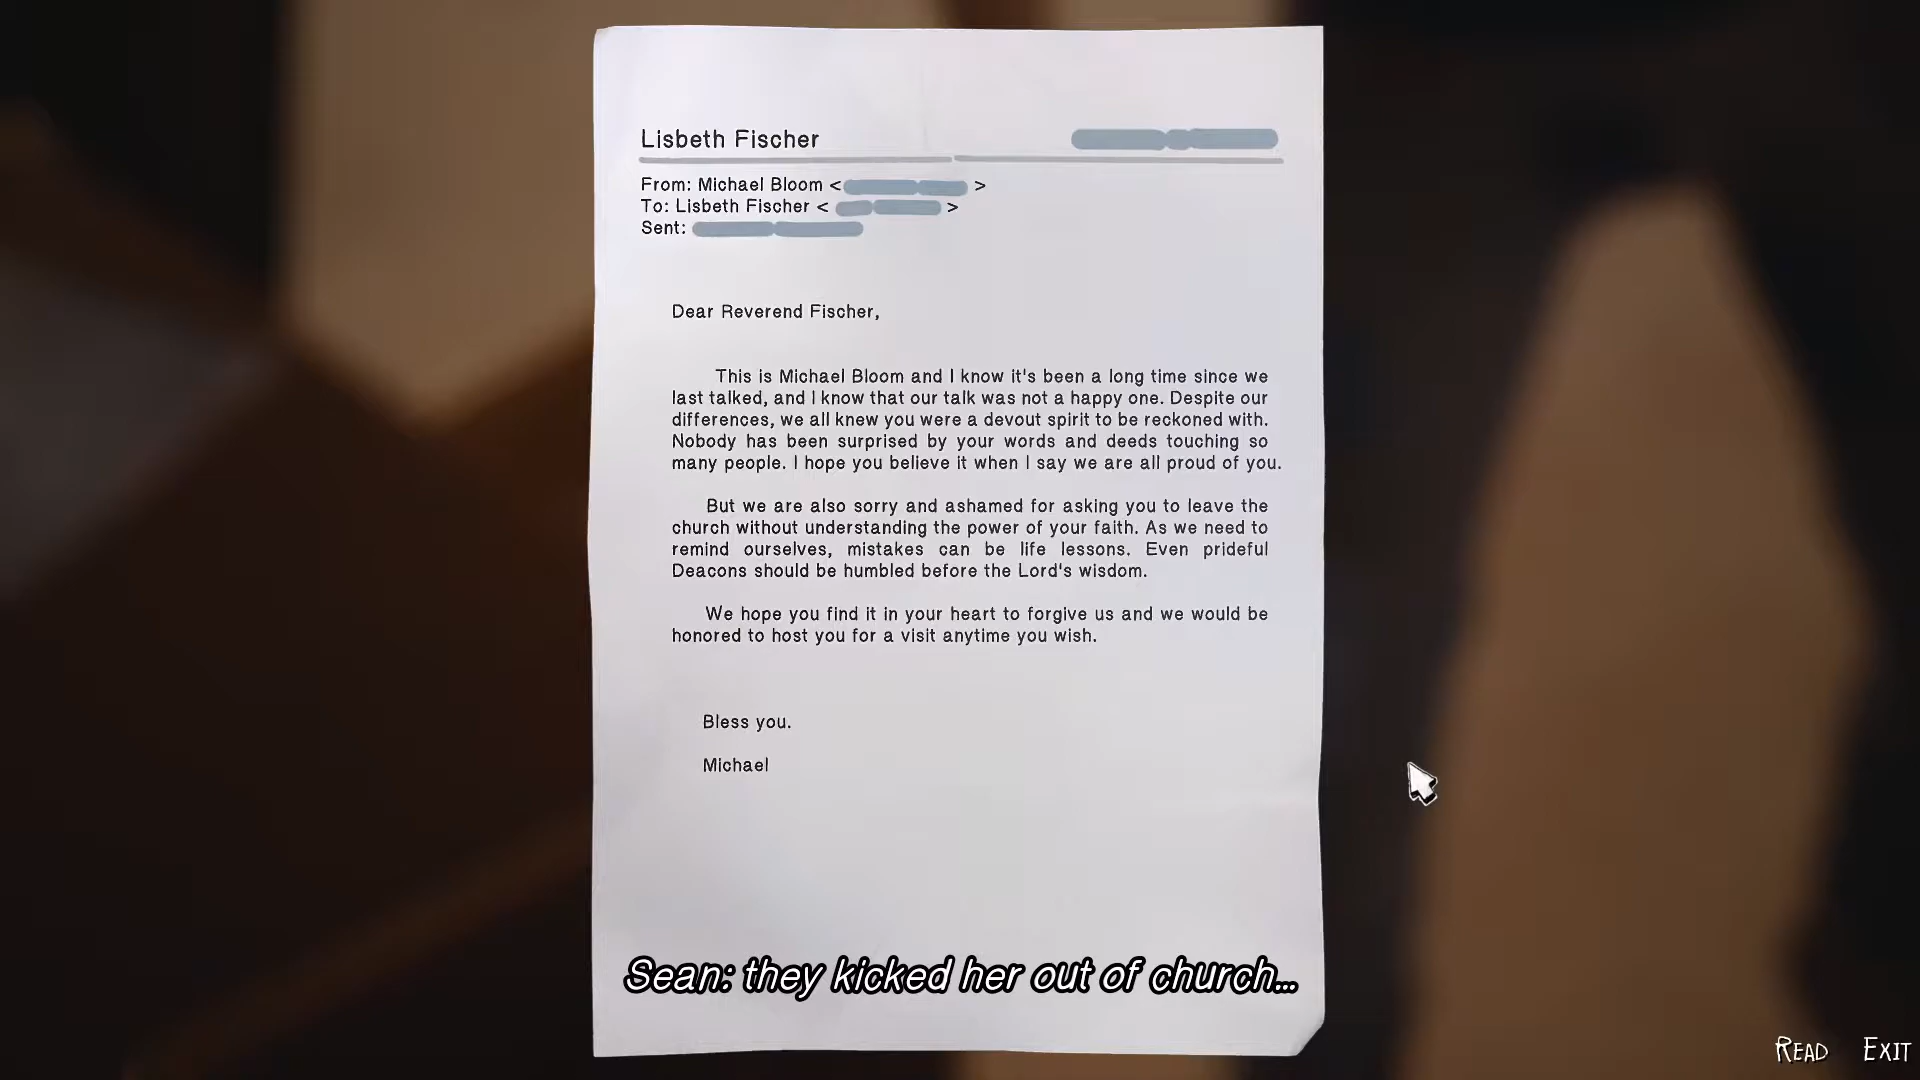 Lisbeth Fischer
From: Michael Bloom < >
To: Lisbeth Fischer < >
Sent:
Dear Reverend Fischer,
This is Michael Bloom and I know it's been a long time since we
last talked, and I know that our talk was not a happy one. Despite our
differences, we all knew you were a devout spirit to be reckoned with.
Nobody has been surprised by your words and deeds touching so
many people. I hope you believe it when I say we are all proud of you.
But we are also sorry and ashamed for asking you to leave the
church without understanding the power of your faith. As we need to
remind ourselves, mistakes can be life lessons. Even prideful
Deacons should be humbled before the Lord's wisdom.
We hope you find it in your heart to forgive us and we would be
honored to host you for a visit anytime you wish.
Bless you.
Michael
Sean: they kicked her out of church...
READ EXIT